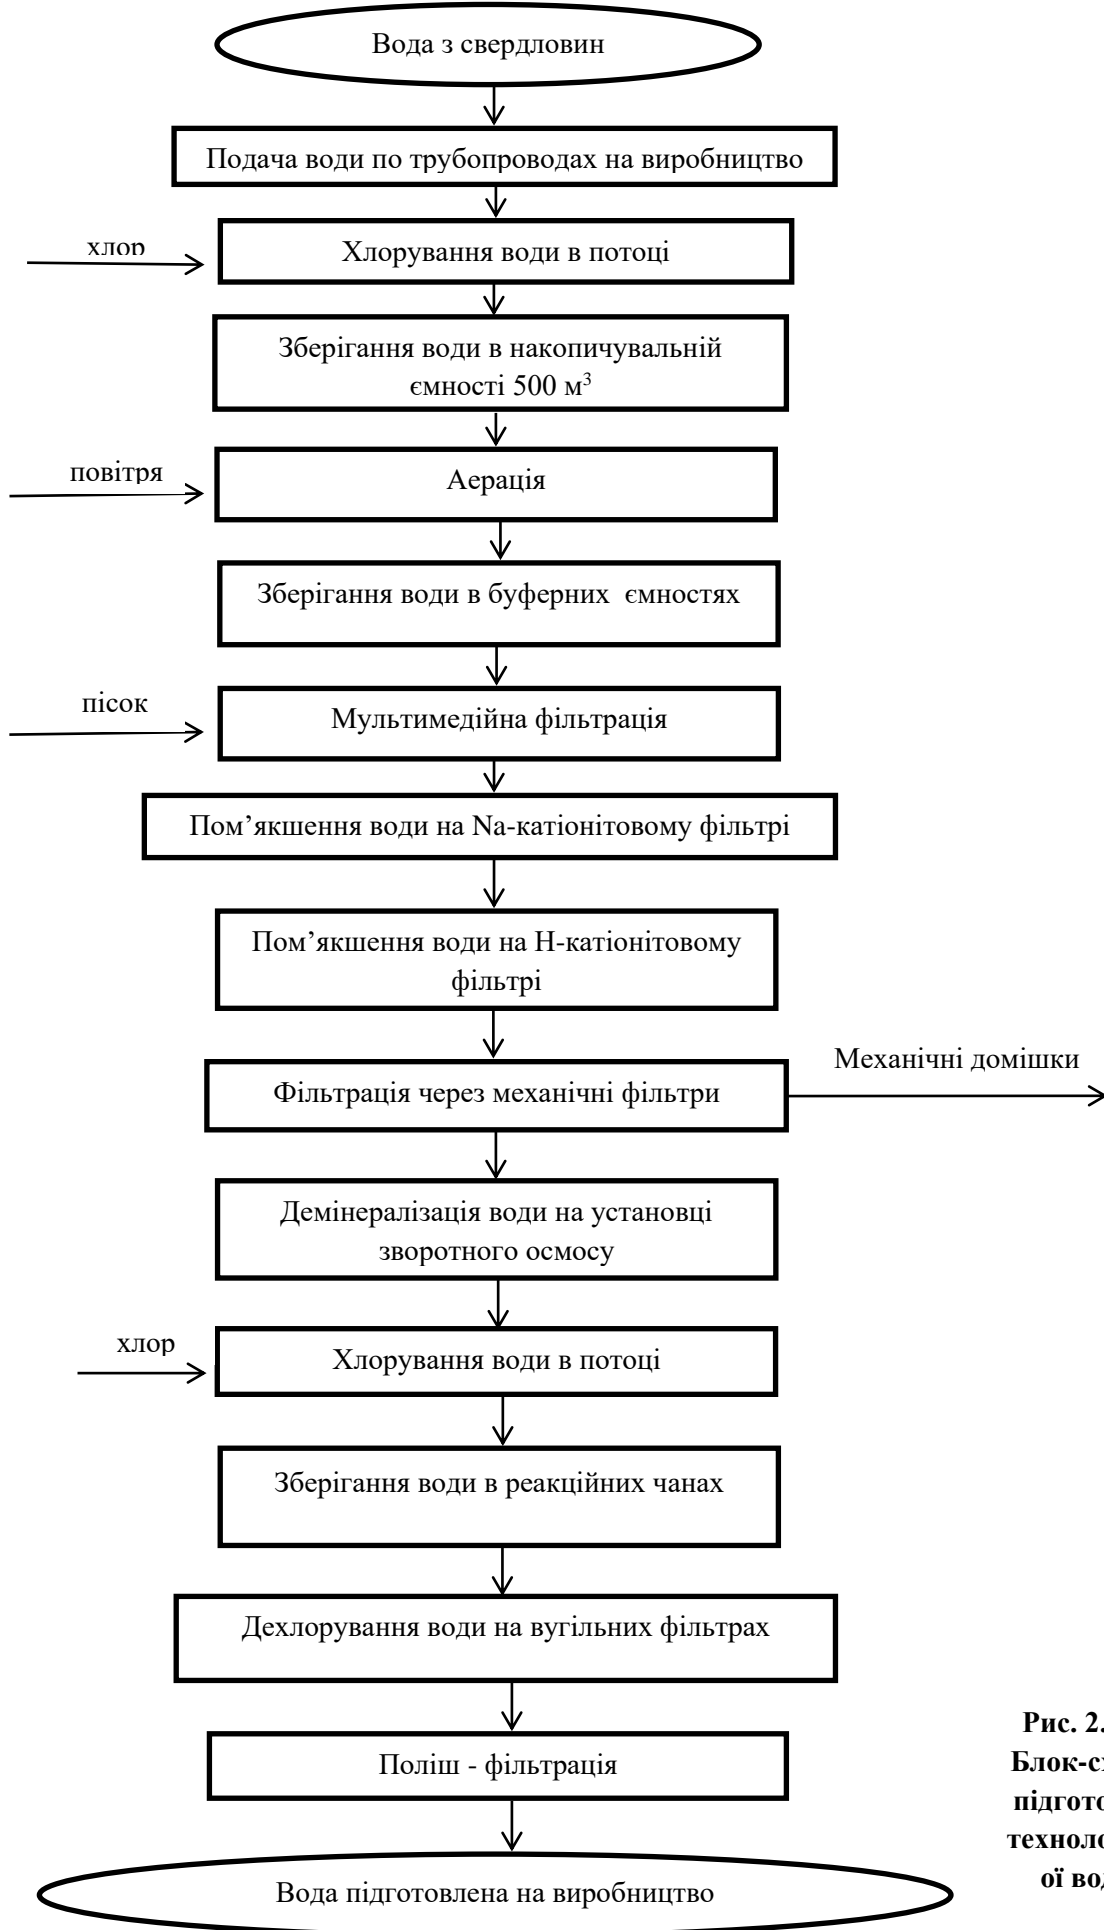 Вода з свердловин
Подача води по трубопроводах на виробництво
хлор
Хлорування води в потоці
Зберігання води в накопичувальній
ємності 500 м³
повітря
Аерація
Зберігання води в буферних ємностях
пісок
Мультимедійна фільтрація
Пом’якшення води на Na-катіонітовому фільтрі
Пом’якшення води на Н-катіонітовому
фільтрі
Механічні домішки
Фільтрація через механічні фільтри
Демінералізація води на установці
зворотного осмосу
хлор
Хлорування води в потоці
Зберігання води в реакційних чанах
Дехлорування води на вугільних фільтрах
Поліш - фільтрація
Вода підготовлена на виробництво
Рис. 2.
Блок-сх
підгото
техноло
ої вод